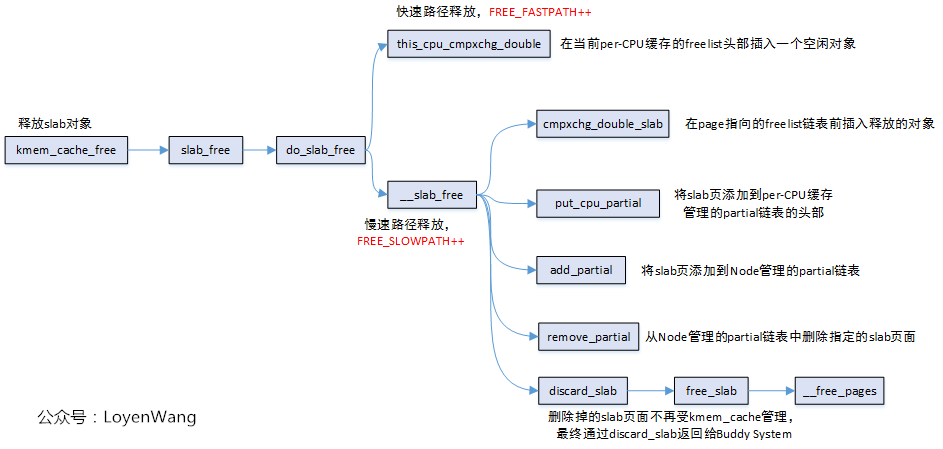 快速路径释放，FREE_FASTPATH++
this_cpu_cmpxchg_double
在当前per-CPU缓存的freelist头部插入一个空闲对象
释放slab对象
kmem_cache_free
slab_free
do_slab_free
__slab_free
慢速路径释放，
FREE_SLOWPATH++
cmpxchg_double_slab
在page指向的freelist链表前插入释放的对象
put_cpu_partial
将slab页添加到per-CPU缓存
管理的partial链表的头部
add_partial
将slab页添加到Node管理的partial链表
remove_partial
从Node管理的partial链表中删除指定的slab页面
discard_slab
free_slab
__free_pages
删除掉的slab页面不再受kmem_cache管理，
最终通过discard_slab返回给Buddy System
公众号：LoyenWang